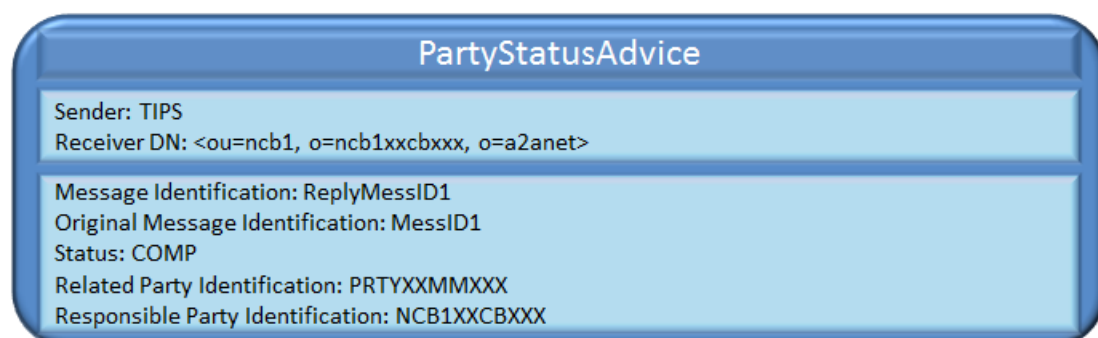 PartyStatusAdvice
Sender: TIPS
Receiver DN: <ou=ncb1, o=ncb1xxcbxxx, o=a2anet>
Message Identification: ReplyMessID1
Original Message Identification: MessID1
Status: COMP
Related Party Identification: PRTYXXMMXXX
Responsible Party Identification: NCB1XXCBXXX